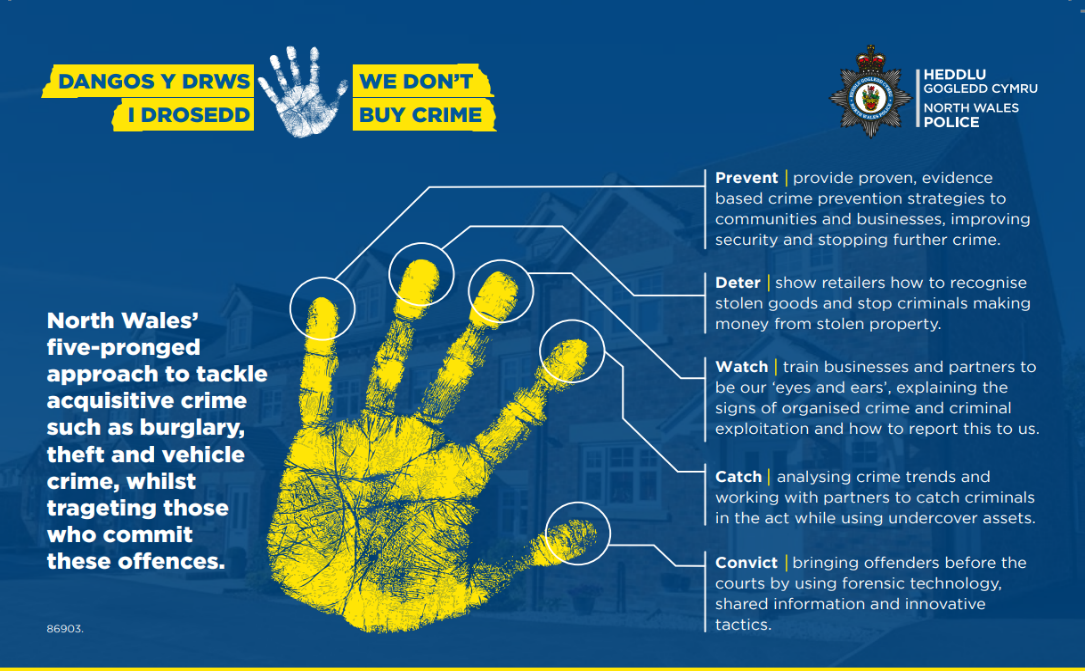 DANGOS Y DRWS
I DROSEDD
WE DON'T
BUY CRIME
HEDDLU
GOGLEDD CYMRU
NORTH WALES
POLICE
North Wales'
five-pronged
approach to tackle
acquisitive crime
such as burglary,
theft and vehicle
crime, whilst
trageting those
who commit
these offences.
Prevent | provide proven, evidence
based crime prevention strategies to
communities and businesses, improving
security and stopping further crime.
Deter | show retailers how to recognise
stolen goods and stop criminals making
money from stolen property.
Watch | train businesses and partners to
be our ‘eyes and ears’, explaining the
signs of organised crime and criminal
exploitation and how to report this to us.
Catch | analysing crime trends and
working with partners to catch criminals
in the act while using undercover assets.
Convict | bringing offenders before the
courts by using forensic technology,
shared information and innovative
tactics.
86903.